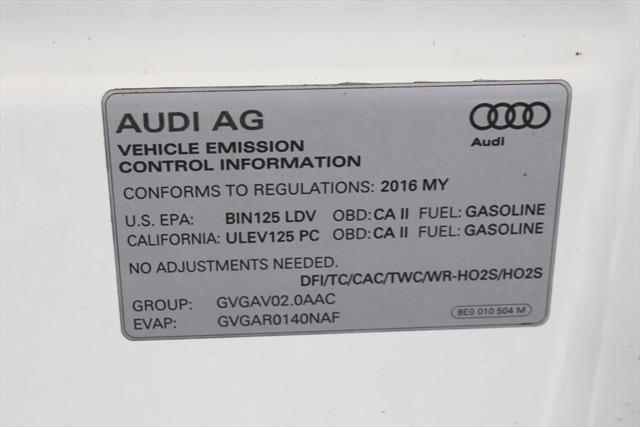 AUDI AG
Audi
VEHICLE EMISSION
CONTROL INFORMATION
CONFORMS TO REGULATIONS: 2016 MY
U.S. EPA: BIN125 LDV OBD: CA II FUEL: GASOLINE
CALIFORNIA: ULEV125 PC OBD: CA II FUEL: GASOLINE
NO ADJUSTMENTS NEEDED.
DFI/TC/CAC/TWC/WR-HO2S/HO2S
GROUP: GVGAV02.0AAC
EVAP: GVGAR0140NAF
8E0 010 504 M